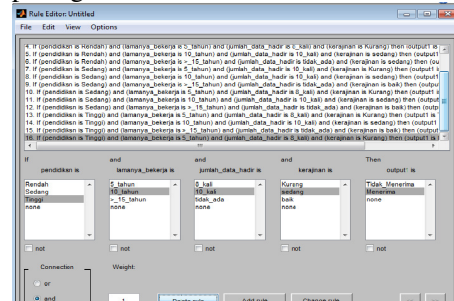 Rule Editor: Untitled
File Edit View Options
4. If (pendidikan is Rendah) and (lamanya_bekerja is 5_tahun) and (jumlah_data_hadir is 8_kali) and (kerajinan is Kurang) then (output1 is
5. If (pendidikan is Rendah) and (lamanya_bekerja is 10_tahun) and (jumlah_data_hadir is 10_kali) and (kerajinan is sedang) then (output
6. If (pendidikan is Rendah) and (lamanya_bekerja is >_15_tahun) and (jumlah_data_hadir is tidak_ada) and (kerajinan is sedang) then (ou
7. If (pendidikan is Sedang) and (lamanya_bekerja is 5_tahun) and (jumlah_data_hadir is 8_kali) and (kerajinan is Kurang) then (output1 is
8. If (pendidikan is Sedang) and (lamanya_bekerja is 10_tahun) and (jumlah_data_hadir is 10_kali) and (kerajinan is sedang) then (output
9. If (pendidikan is Sedang) and (lamanya_bekerja is >_15_tahun) and (jumlah_data_hadir is tidak_ada) and (kerajinan is baik) then (outpu
10. If (pendidikan is Sedang) and (lamanya_bekerja is 5_tahun) and (jumlah_data_hadir is 8_kali) and (kerajinan is Kurang) then (output1
11. If (pendidikan is Sedang) and (lamanya_bekerja is 10_tahun) and (jumlah_data_hadir is 10_kali) and (kerajinan is sedang) then (outpu
12. If (pendidikan is Sedang) and (lamanya_bekerja is >_15_tahun) and (jumlah_data_hadir is tidak_ada) and (kerajinan is baik) then (outp
13. If (pendidikan is Tinggi) and (lamanya_bekerja is 5_tahun) and (jumlah_data_hadir is 8_kali) and (kerajinan is Kurang) then (output1 is
14. If (pendidikan is Tinggi) and (lamanya_bekerja is 10_tahun) and (jumlah_data_hadir is 10_kali) and (kerajinan is sedang) then (output1
15. If (pendidikan is Tinggi) and (lamanya_bekerja is >_15_tahun) and (jumlah_data_hadir is tidak_ada) and (kerajinan is baik) then (outpu
16. If (pendidikan is Tinggi) and (lamanya_bekerja is 5_tahun) and (jumlah_data_hadir is 8_kali) and (kerajinan is Kurang) then (output1 is
If and and and Then
pendidikan is lamanya_bekerja is jumlah_data_hadir is kerajinan is output1 is
Rendah 5_tahun 8_kali Kurang Tidak_Menerima
Sedang 10_tahun 10_kali sedang Menerima
Tinggi >_15_tahun tidak_ada baik none
none none none none
not not not not not
Connection Weight:
or
and 1 Delete rule Add rule Change rule